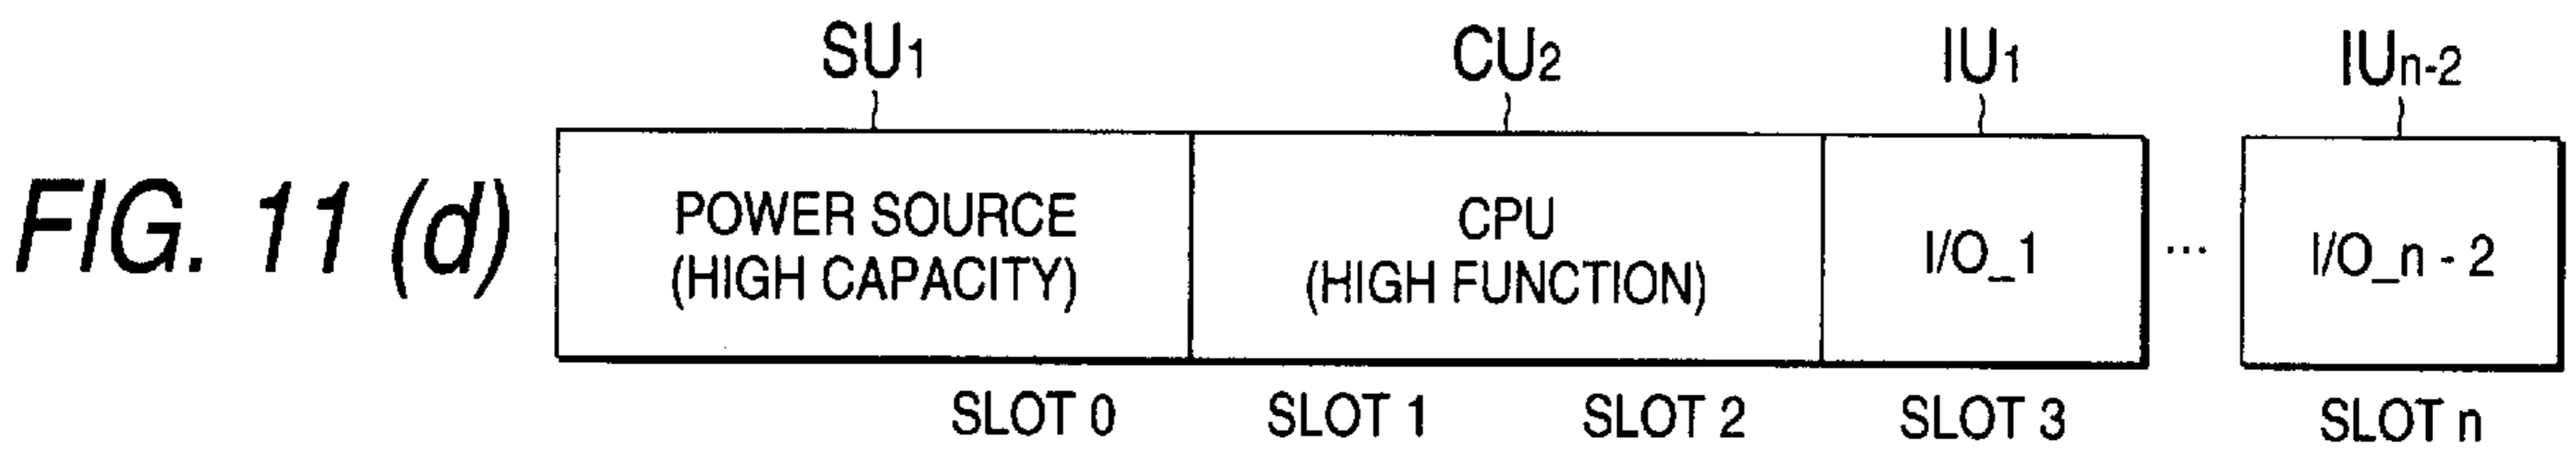 SU1 CU2 IU1 IUn-2
FIG. 11 (d)
POWER SOURCE
(HIGH CAPACITY)
CPU
(HIGH FUNCTION)
I/O_1
...
I/O_n - 2
SLOT 0 SLOT 1 SLOT 2 SLOT 3 SLOT n